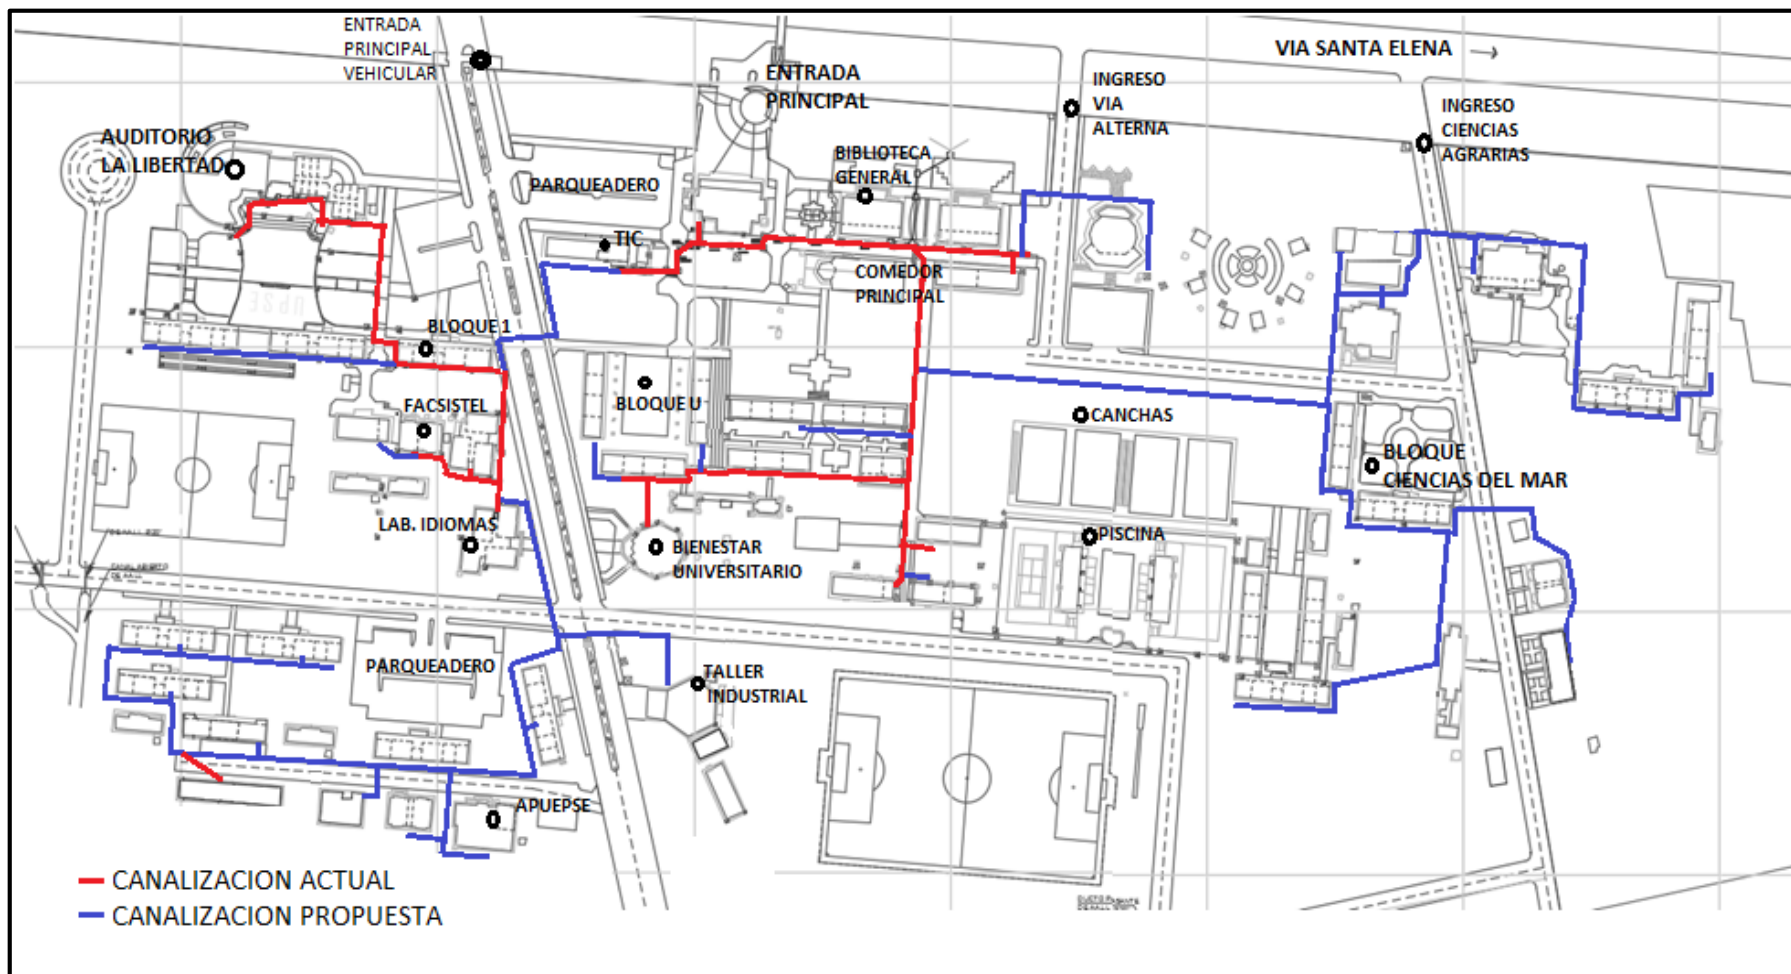 ENTRADA
PRINCIPAL
VEHICULAR
ENTRADA
PRINCIPAL
VIA SANTA ELENA
INGRESO
VIA
ALTERNA
INGRESO
CIENCIAS
AGRARIAS
AUDITORIO
LA LIBERTAD
PARQUEADERO
BIBLIOTECA
GENERAL
TIC
COMEDOR
PRINCIPAL
UPSE
BLOQUE 1
BLOQUE U
FACSISTEL
CANCHAS
BLOQUE
CIENCIAS DEL MAR
LAB. IDIOMAS
BIENESTAR
UNIVERSITARIO
PISCINA
PARQUEADERO
TALLER
INDUSTRIAL
APUEPSE
CANALIZACION ACTUAL
CANALIZACION PROPUESTA